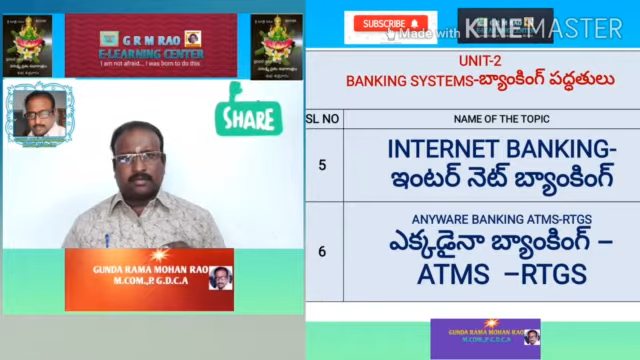 G R M RAO
E-LEARNING CENTER
I am not afraid... I was born to do this
SHARE
GUNDA RAMA MOHAN RAO
M.COM.,P.G.D.C.A
SUBSCRIBE
G R M RAO
Made with KINEMASTER
UNIT-2
BANKING SYSTEMS-బ్యాంకింగ్ పద్ధతులు
SL NO NAME OF THE TOPIC
5 INTERNET BANKING-
ఇంటర్ నెట్ బ్యాంకింగ్
6 ANYWARE BANKING ATMS-RTGS
ఎక్కడైనా బ్యాంకింగ్ –
ATMS –RTGS
GUNDA RAMA MOHAN RAO
M.COM.,P.G.D.C.A